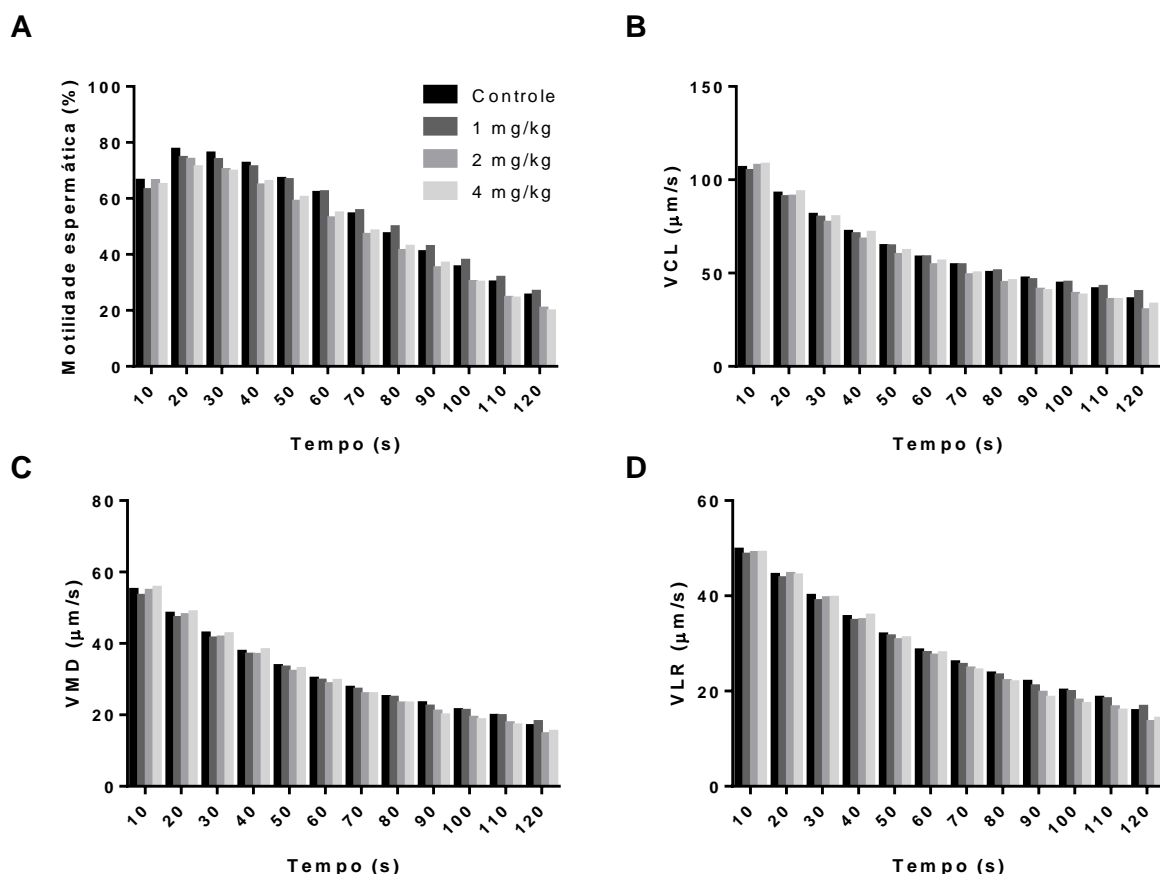 A
Motilidade espermática (%)
100
80
60
40
20
0
Controle
1 mg/kg
2 mg/kg
4 mg/kg
10 20 30 40 50 60 70 80 90 100 110 120
Tempo (s)
B
VCL (µm/s)
150
100
50
0
10 20 30 40 50 60 70 80 90 100 110 120
Tempo (s)
C
VMD (µm/s)
80
60
40
20
0
10 20 30 40 50 60 70 80 90 100 110 120
Tempo (s)
D
VLR (µm/s)
60
40
20
0
10 20 30 40 50 60 70 80 90 100 110 120
Tempo (s)